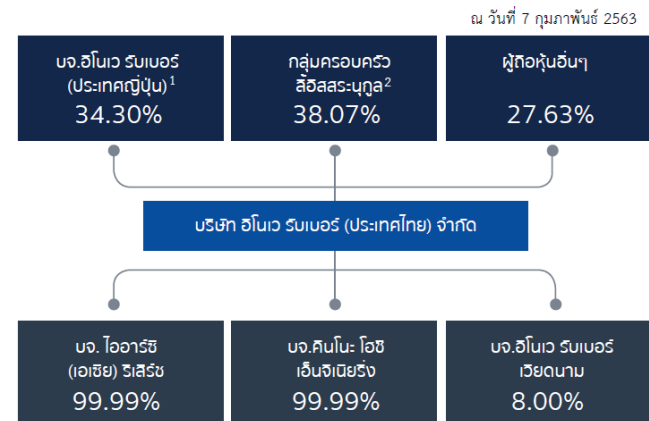 ณ วันที่ 7 กุมภาพันธ์ 2563
บจ.อิโนเว รับเบอร์
(ประเทศญี่ปุ่น)1
34.30%
กลุ่มครอบครัว
ลี้อิสสระนุกูล2
38.07%
ผู้ถือหุ้นอื่นๆ
27.63%
บริษัท อิโนเว รับเบอร์ (ประเทศไทย) จำกัด
บจ. ไออาร์ซี
(เอเซีย) รีเสิร์ช
99.99%
บจ.คินโนะ โฮชิ
เอ็นจิเนียริ่ง
99.99%
บจ.อิโนเว รับเบอร์
เวียดนาม
8.00%